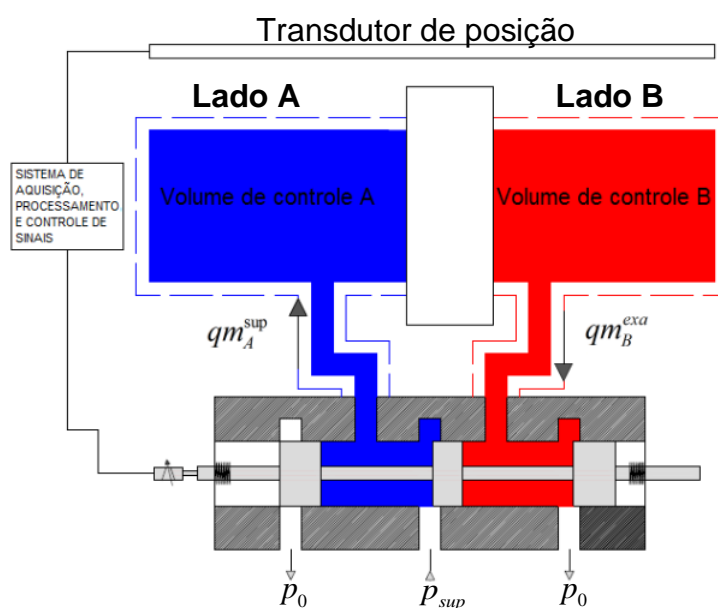 Transdutor de posição
Lado A
Lado B
SISTEMA DE
AQUISIÇÃO,
PROCESSAMENTO
E CONTROLE DE
SINAIS
Volume de controle A
Volume de controle B
qm_A^sup
qm_B^exa
p_0
p_sup
p_0